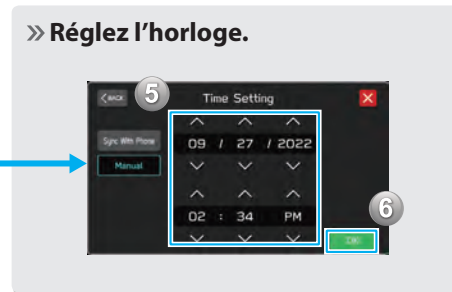 » Réglez l’horloge.
< BACK 5 Time Setting X
Sync With Phone
Manual
09 / 27 / 2022
02 : 34 PM
6
OK